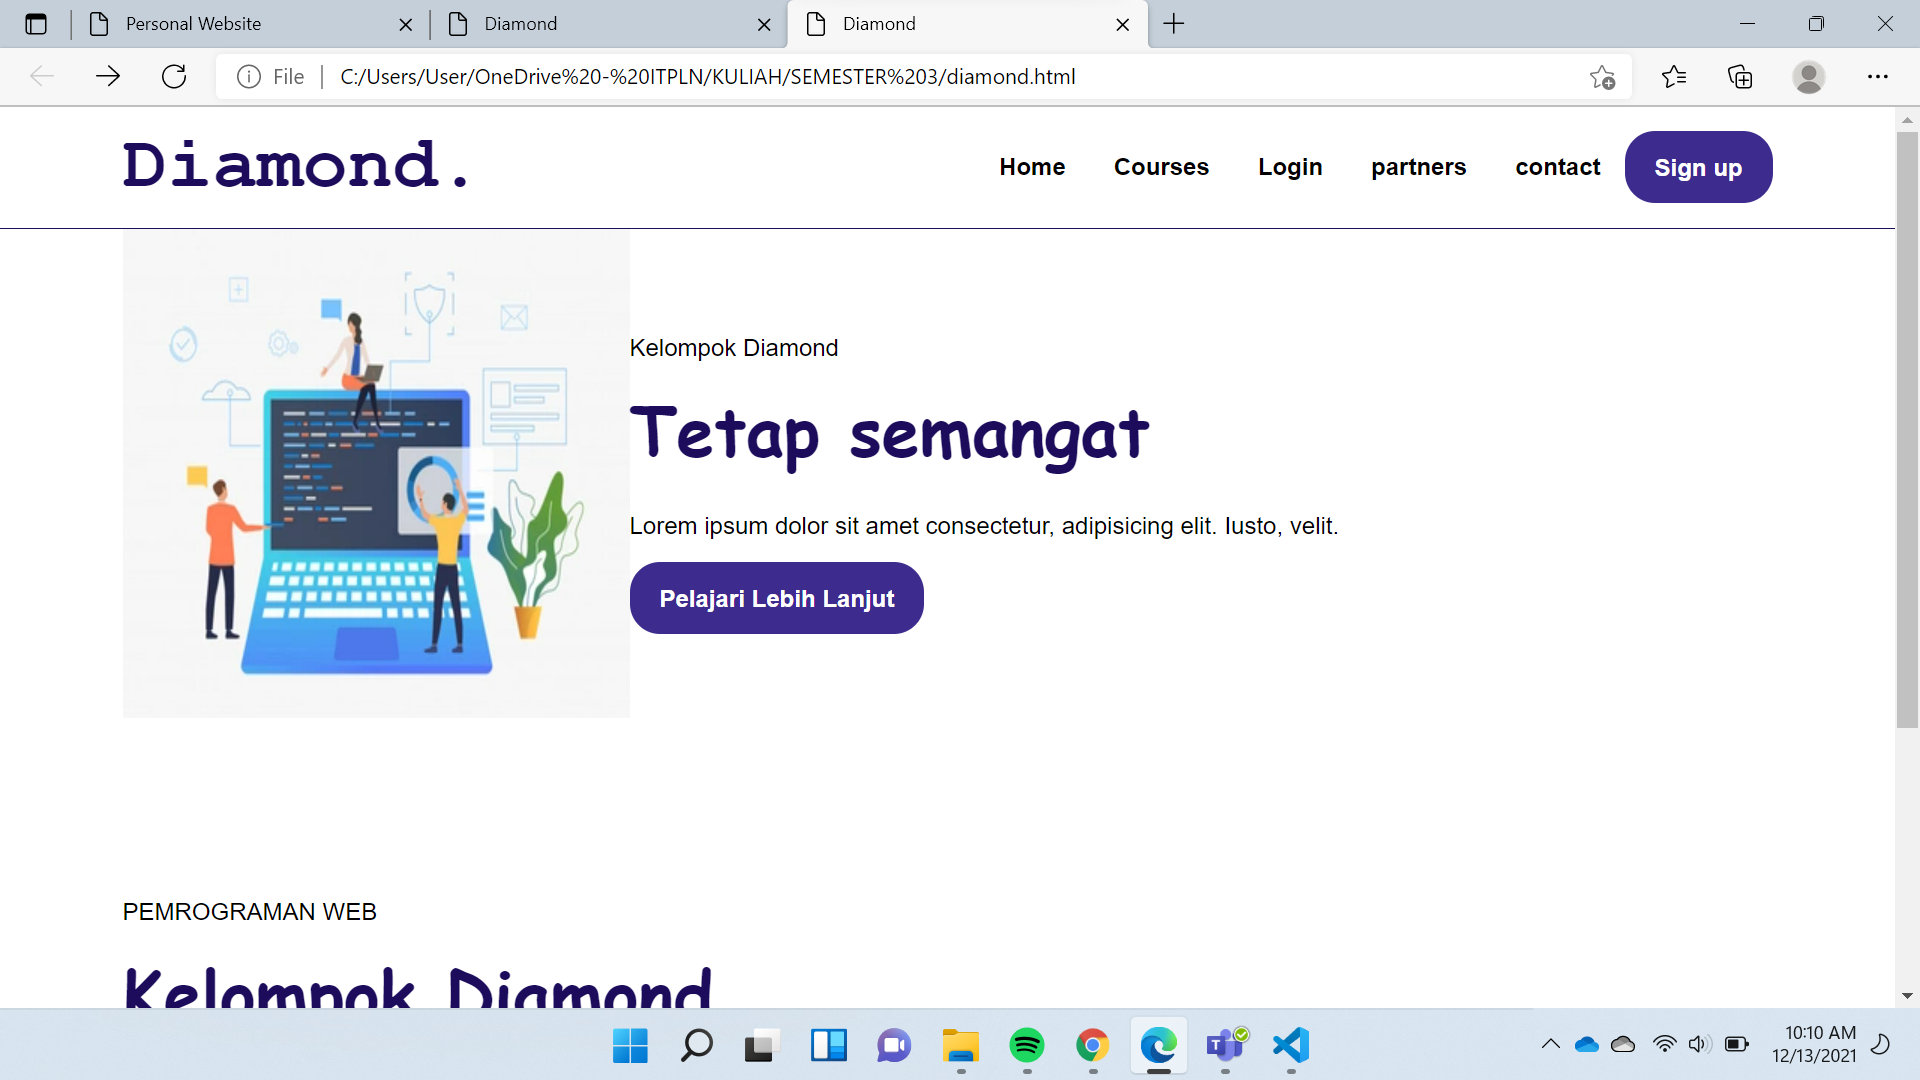 Personal Website
Diamond
Diamond
File
C:/Users/User/OneDrive%20-%20ITPLN/KULIAH/SEMESTER%203/diamond.html
Diamond.
Home
Courses
Login
partners
contact
Sign up
Kelompok Diamond
Tetap semangat
Lorem ipsum dolor sit amet consectetur, adipisicing elit. Iusto, velit.
Pelajari Lebih Lanjut
PEMROGRAMAN WEB
Kelompok Diamond
10:10 AM
12/13/2021